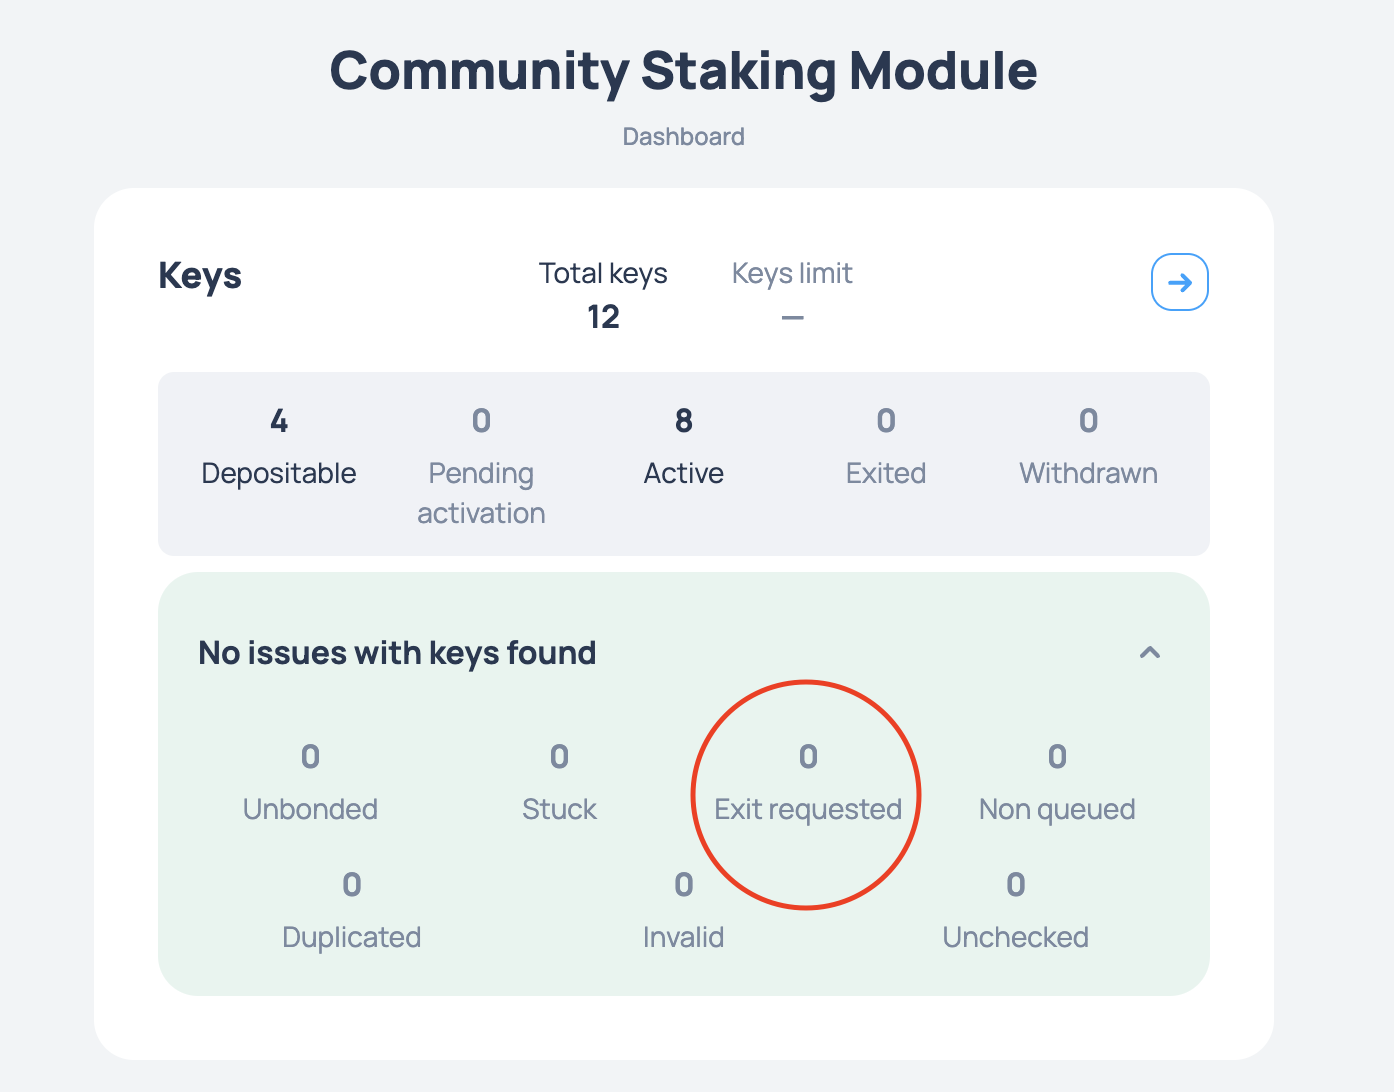 Community Staking Module
Dashboard
Keys
Total keys
Keys limit
12
—
4
0
8
0
0
Depositable
Pending
activation
Active
Exited
Withdrawn
No issues with keys found
0
0
0
0
Unbonded
Stuck
Exit requested
Non queued
0
0
0
Duplicated
Invalid
Unchecked